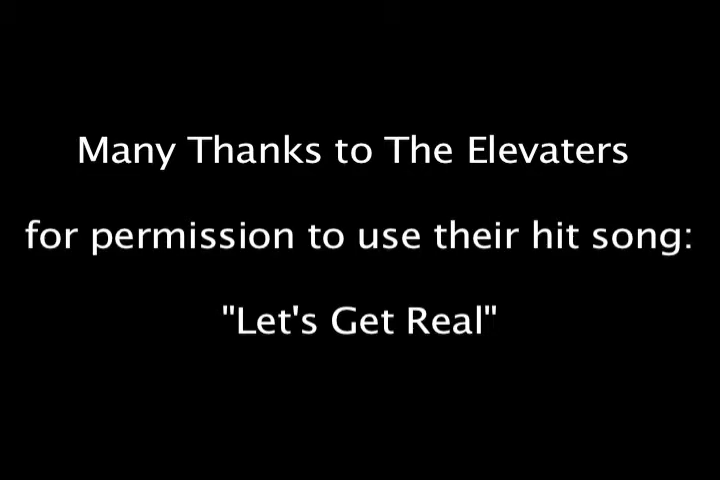 Many Thanks to The Elevaters
for permission to use their hit song:
"Let's Get Real"